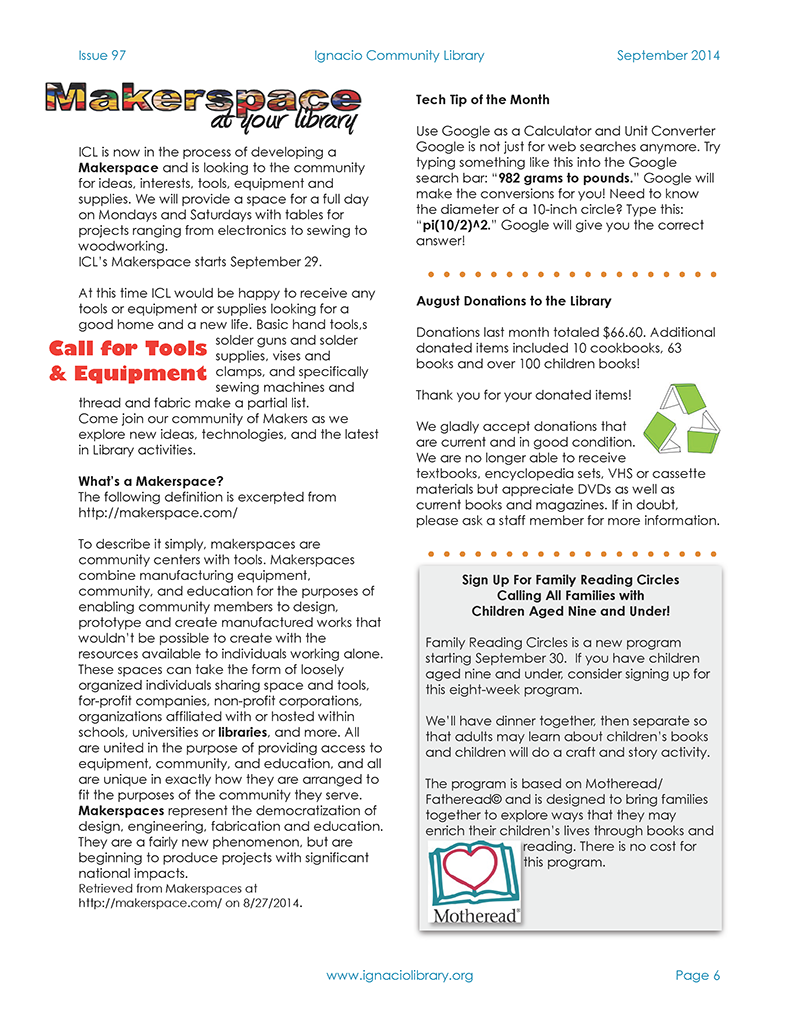 Issue 97
Ignacio Community Library
September 2014
Makerspace
at your library
ICL is now in the process of developing a
Makerspace and is looking to the community
for ideas, interests, tools, equipment and
supplies. We will provide a space for a full day
on Mondays and Saturdays with tables for
projects ranging from electronics to sewing to
woodworking.
ICL's Makerspace starts September 29.
At this time ICL would be happy to receive any
tools or equipment or supplies looking for a
good home and a new life. Basic hand tools,s
solder guns and solder
supplies, vises and
clamps, and specifically
sewing machines and
thread and fabric make a partial list.
Call for Tools
& Equipment
Come join our community of Makers as we
explore new ideas, technologies, and the latest
in Library activities.
What's a Makerspace?
The following definition is excerpted from
http://makerspace.com/
To describe it simply, makerspaces are
community centers with tools. Makerspaces
combine manufacturing equipment,
community, and education for the purposes of
enabling community members to design,
prototype and create manufactured works that
wouldn't be possible to create with the
resources available to individuals working alone.
These spaces can take the form of loosely
organized individuals sharing space and tools,
for-profit companies, non-profit corporations,
organizations affiliated with or hosted within
schools, universities or libraries, and more. All
are united in the purpose of providing access to
equipment, community, and education, and all
are unique in exactly how they are arranged to
fit the purposes of the community they serve.
Makerspaces represent the democratization of
design, engineering, fabrication and education.
They are a fairly new phenomenon, but are
beginning to produce projects with significant
national impacts.
Retrieved from Makerspaces at
http://makerspace.com/ on 8/27/2014.
Tech Tip of the Month
Use Google as a Calculator and Unit Converter
Google is not just for web searches anymore. Try
typing something like this into the Google
search bar: “982 grams to pounds.” Google will
make the conversions for you! Need to know
the diameter of a 10-inch circle? Type this:
“pi(10/2)^2.” Google will give you the correct
answer!
August Donations to the Library
Donations last month totaled $66.60. Additional
donated items included 10 cookbooks, 63
books and over 100 children books!
Thank you for your donated items!
We gladly accept donations that
are current and in good condition.
We are no longer able to receive
textbooks, encyclopedia sets, VHS or cassette
materials but appreciate DVDs as well as
current books and magazines. If in doubt,
please ask a staff member for more information.
Sign Up For Family Reading Circles
Calling All Families with
Children Aged Nine and Under!
Family Reading Circles is a new program
starting September 30. If you have children
aged nine and under, consider signing up for
this eight-week program.
We'll have dinner together, then separate so
that adults may learn about children's books
and children will do a craft and story activity.
The program is based on Motheread/
Fatheread© and is designed to bring families
together to explore ways that they may
enrich their children's lives through books and
reading. There is no cost for
this program.
Motheread®
www.ignaciolibrary.org
Page 6